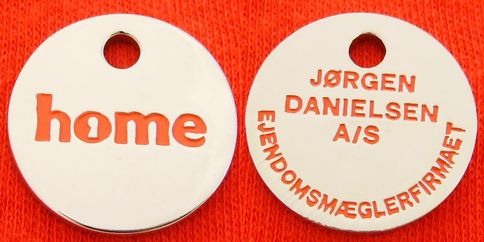 home
JØRGEN
DANIELSEN
A/S
EJENDOMSMÆGLERFIRMAET